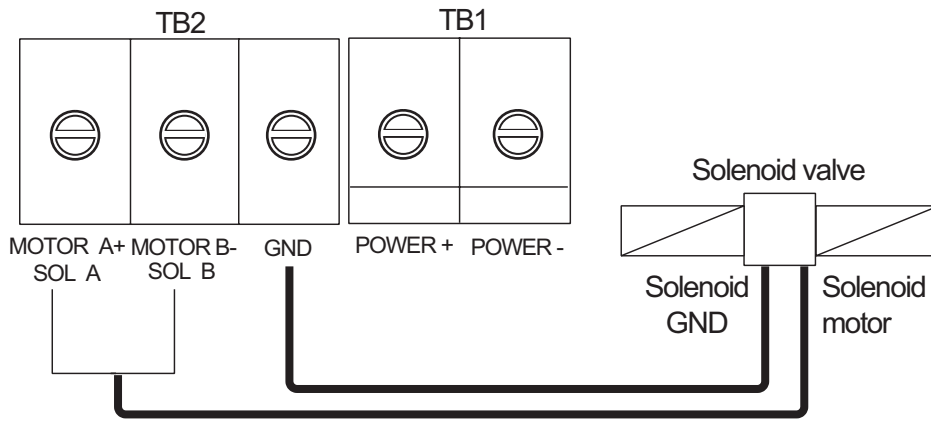 TB2
TB1
MOTOR A+ MOTOR B- GND POWER + POWER -
SOL A SOL B
Solenoid valve
Solenoid GND
Solenoid motor